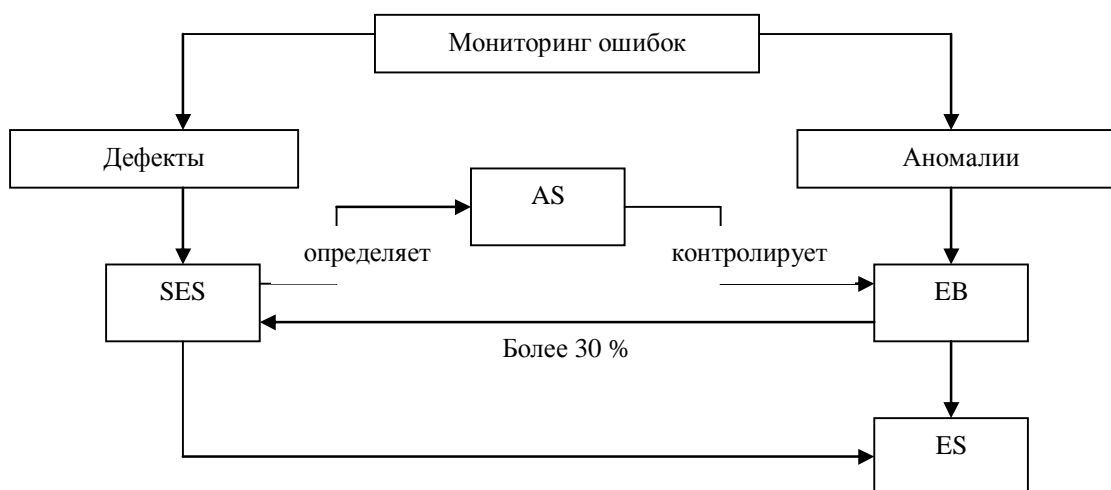 Мониторинг ошибок
Дефекты
Аномалии
AS
определяет
контролирует
SES
EB
Более 30 %
ES